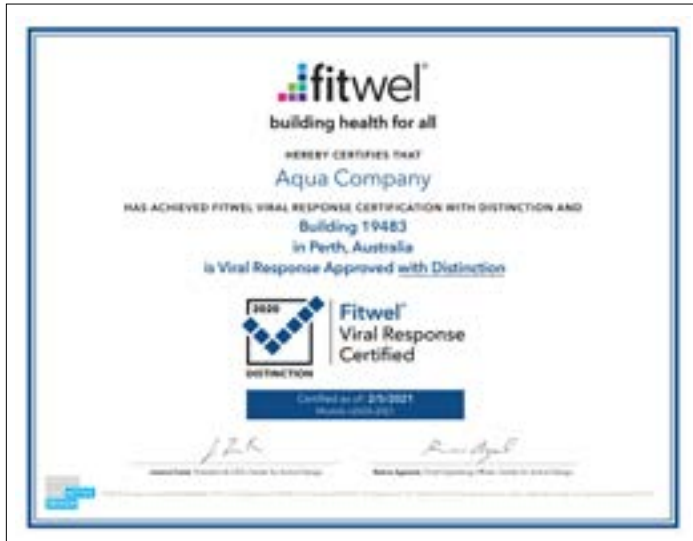 fitwel
building health for all
HEREBY CERTIFIES THAT
Aqua Company
HAS ACHIEVED FITWEL VIRAL RESPONSE CERTIFICATION WITH DISTINCTION AND
Building 19483
in Perth, Australia
is Viral Response Approved with Distinction
2020
DISTINCTION
Fitwel
Viral Response
Certified
Certified as of: 2/5/2021